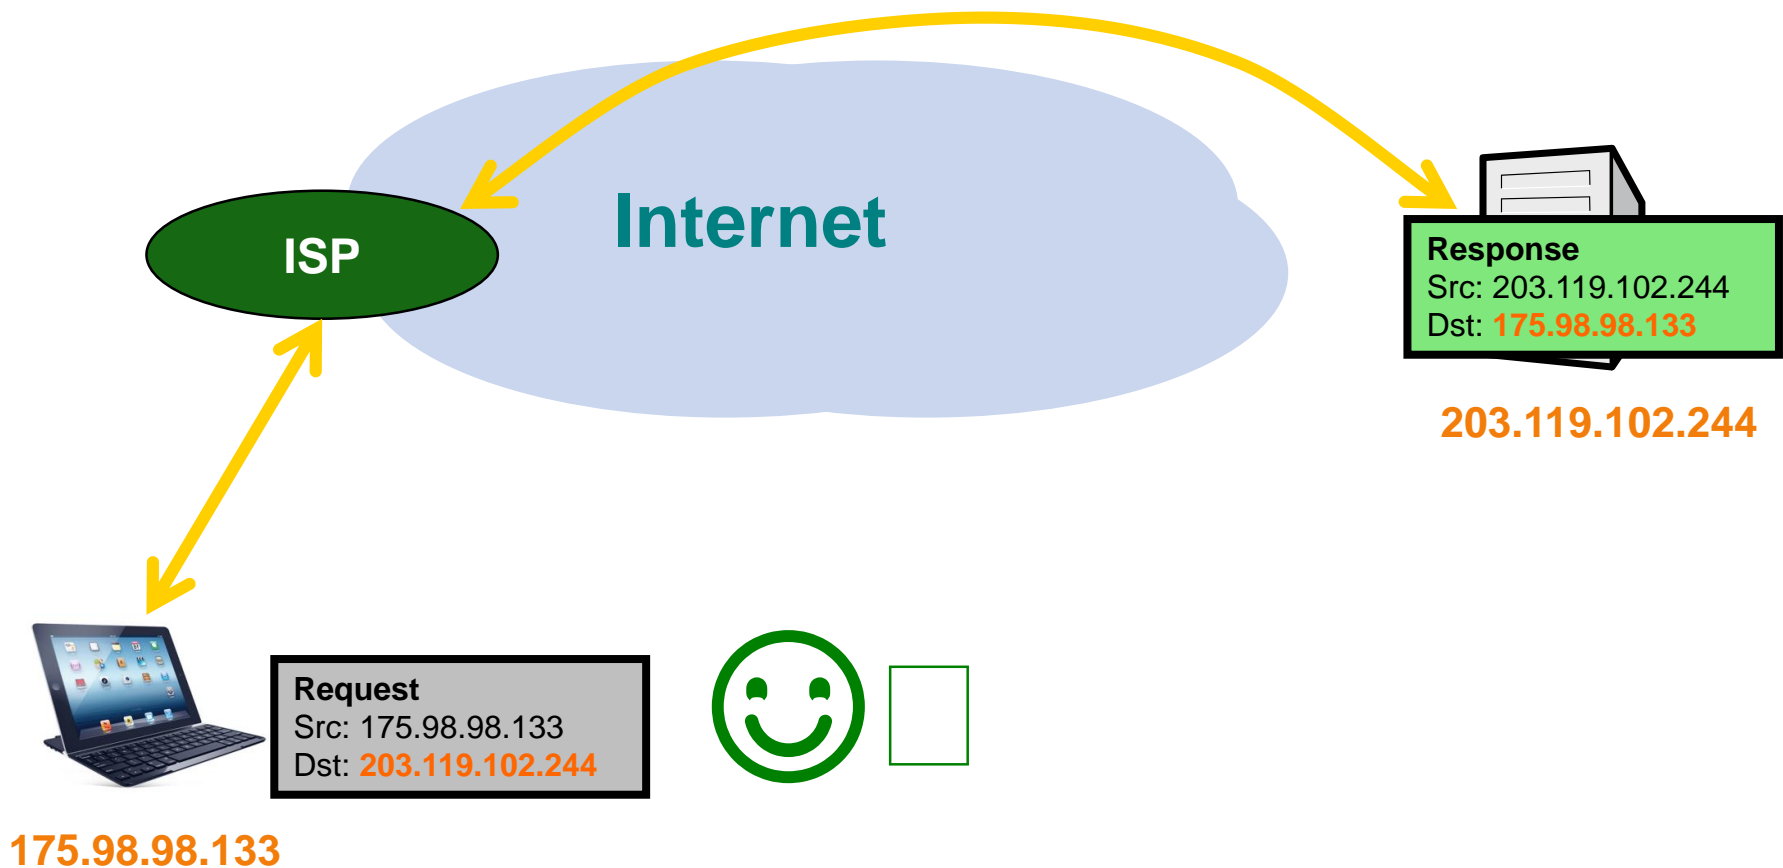 Internet
ISP
Response
Src: 203.119.102.244
Dst: 175.98.98.133
203.119.102.244
Request
Src: 175.98.98.133
Dst: 203.119.102.244
175.98.98.133